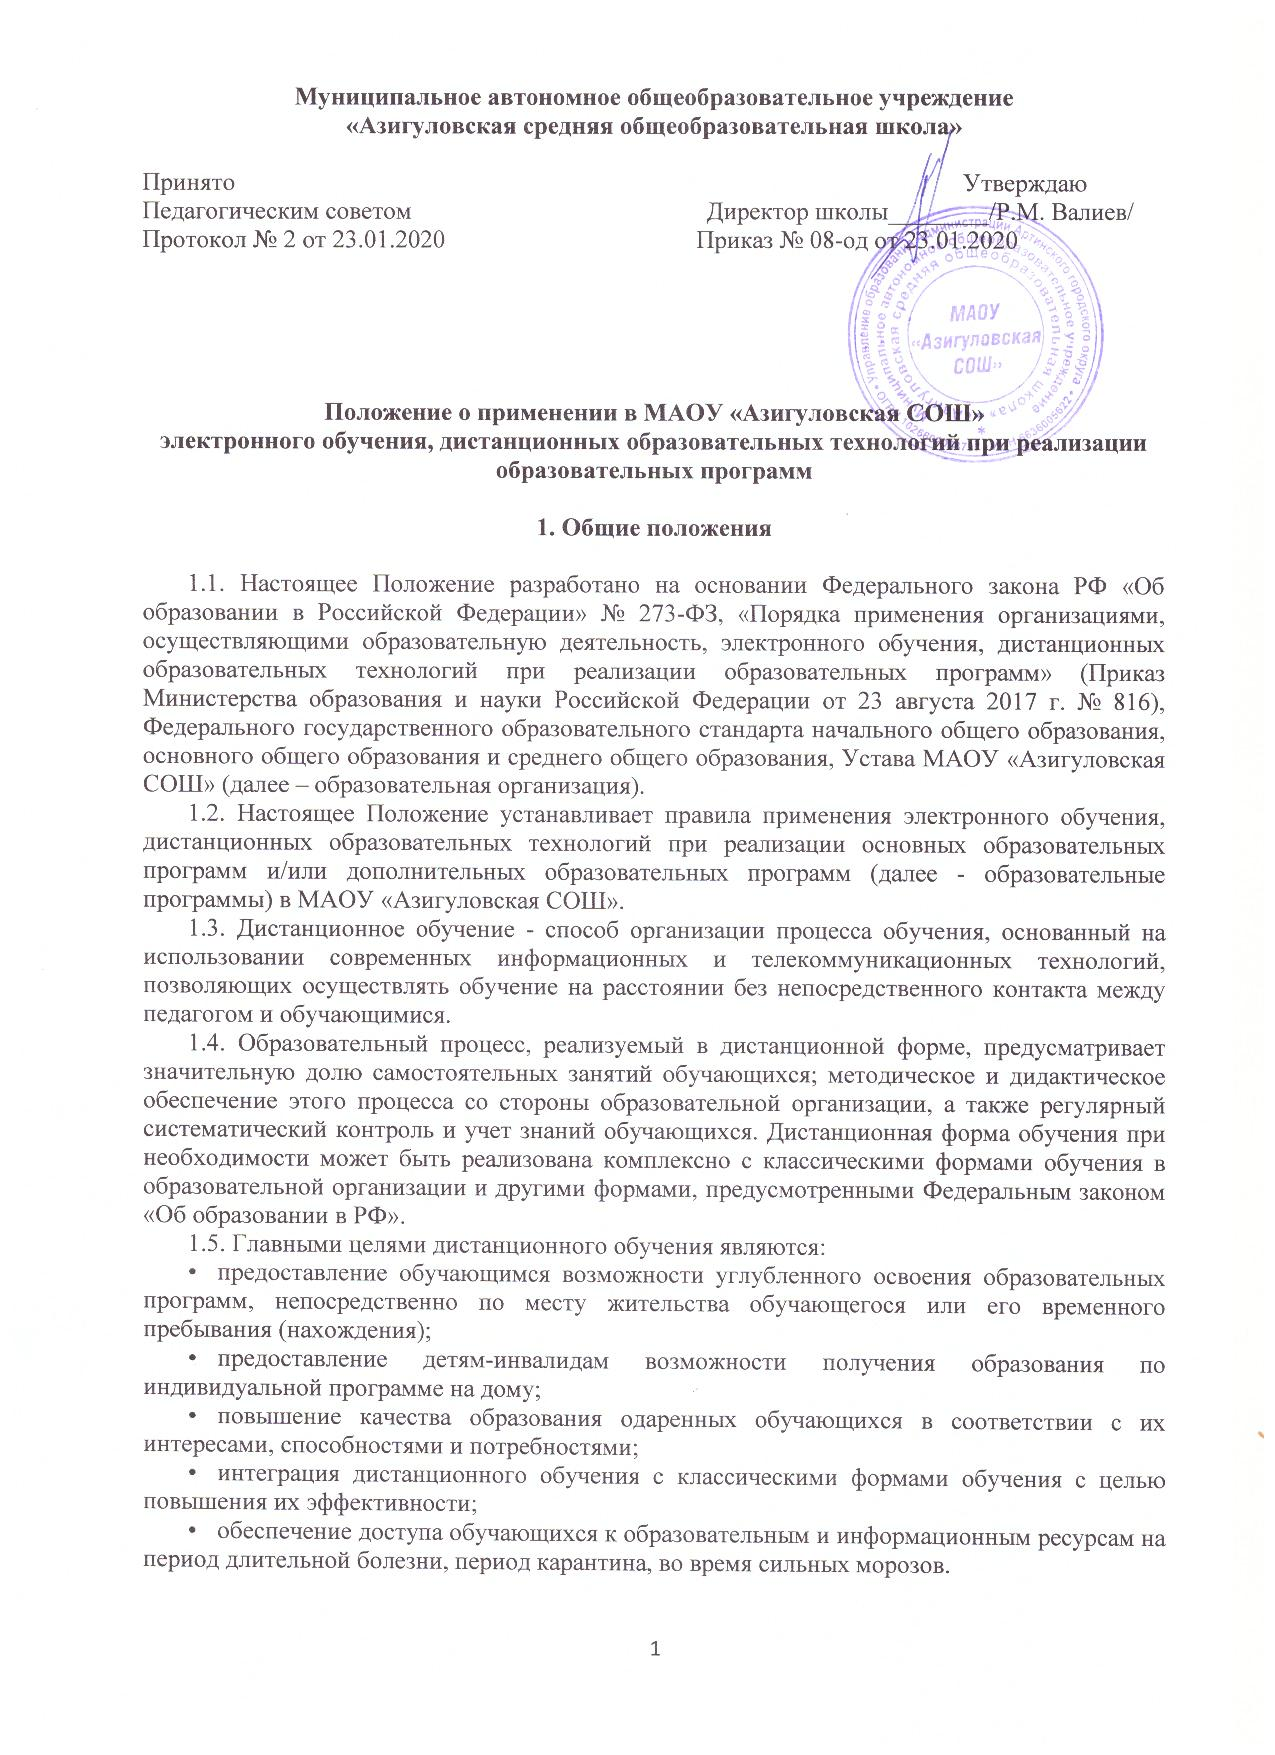 Муниципальное автономное общеобразовательное учреждение
«Азигуловская средняя общеобразовательная школа»
Принято Утверждаю
Педагогическим советом Директор школы________/Р.М. Валиев/
Протокол № 2 от 23.01.2020 Приказ № 08-од от 23.01.2020
Управление образования администрации Артинского городского округа
Муниципальное автономное общеобразовательное учреждение
«Азигуловская средняя общеобразовательная школа»
МАОУ
«Азигуловская
СОШ»
Положение о применении в МАОУ «Азигуловская СОШ»
электронного обучения, дистанционных образовательных технологий при реализации
образовательных программ
1. Общие положения
1.1. Настоящее Положение разработано на основании Федерального закона РФ «Об
образовании в Российской Федерации» № 273-ФЗ, «Порядка применения организациями,
осуществляющими образовательную деятельность, электронного обучения, дистанционных
образовательных технологий при реализации образовательных программ» (Приказ
Министерства образования и науки Российской Федерации от 23 августа 2017 г. № 816),
Федерального государственного образовательного стандарта начального общего образования,
основного общего образования и среднего общего образования, Устава МАОУ «Азигуловская
СОШ» (далее – образовательная организация).
1.2. Настоящее Положение устанавливает правила применения электронного обучения,
дистанционных образовательных технологий при реализации основных образовательных
программ и/или дополнительных образовательных программ (далее - образовательные
программы) в МАОУ «Азигуловская СОШ».
1.3. Дистанционное обучение - способ организации процесса обучения, основанный на
использовании современных информационных и телекоммуникационных технологий,
позволяющих осуществлять обучение на расстоянии без непосредственного контакта между
педагогом и обучающимися.
1.4. Образовательный процесс, реализуемый в дистанционной форме, предусматривает
значительную долю самостоятельных занятий обучающихся; методическое и дидактическое
обеспечение этого процесса со стороны образовательной организации, а также регулярный
систематический контроль и учет знаний обучающихся. Дистанционная форма обучения при
необходимости может быть реализована комплексно с классическими формами обучения в
образовательной организации и другими формами, предусмотренными Федеральным законом
«Об образовании в РФ».
1.5. Главными целями дистанционного обучения являются:
• предоставление обучающимся возможности углубленного освоения образовательных
программ, непосредственно по месту жительства обучающегося или его временного
пребывания (нахождения);
• предоставление детям-инвалидам возможности получения образования по
индивидуальной программе на дому;
• повышение качества образования одаренных обучающихся в соответствии с их
интересами, способностями и потребностями;
• интеграция дистанционного обучения с классическими формами обучения с целью
повышения их эффективности;
• обеспечение доступа обучающихся к образовательным и информационным ресурсам на
период длительной болезни, период карантина, во время сильных морозов.
1